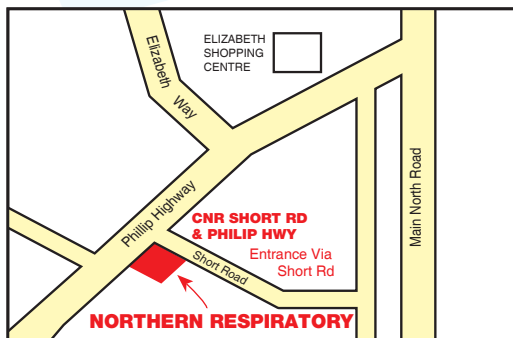 ELIZABETH
SHOPPING
CENTRE
Elizabeth Way
Main North Road
Phillip Highway
CNR SHORT RD
& PHILIP HWY
Entrance Via
Short Rd
Short Road
NORTHERN RESPIRATORY